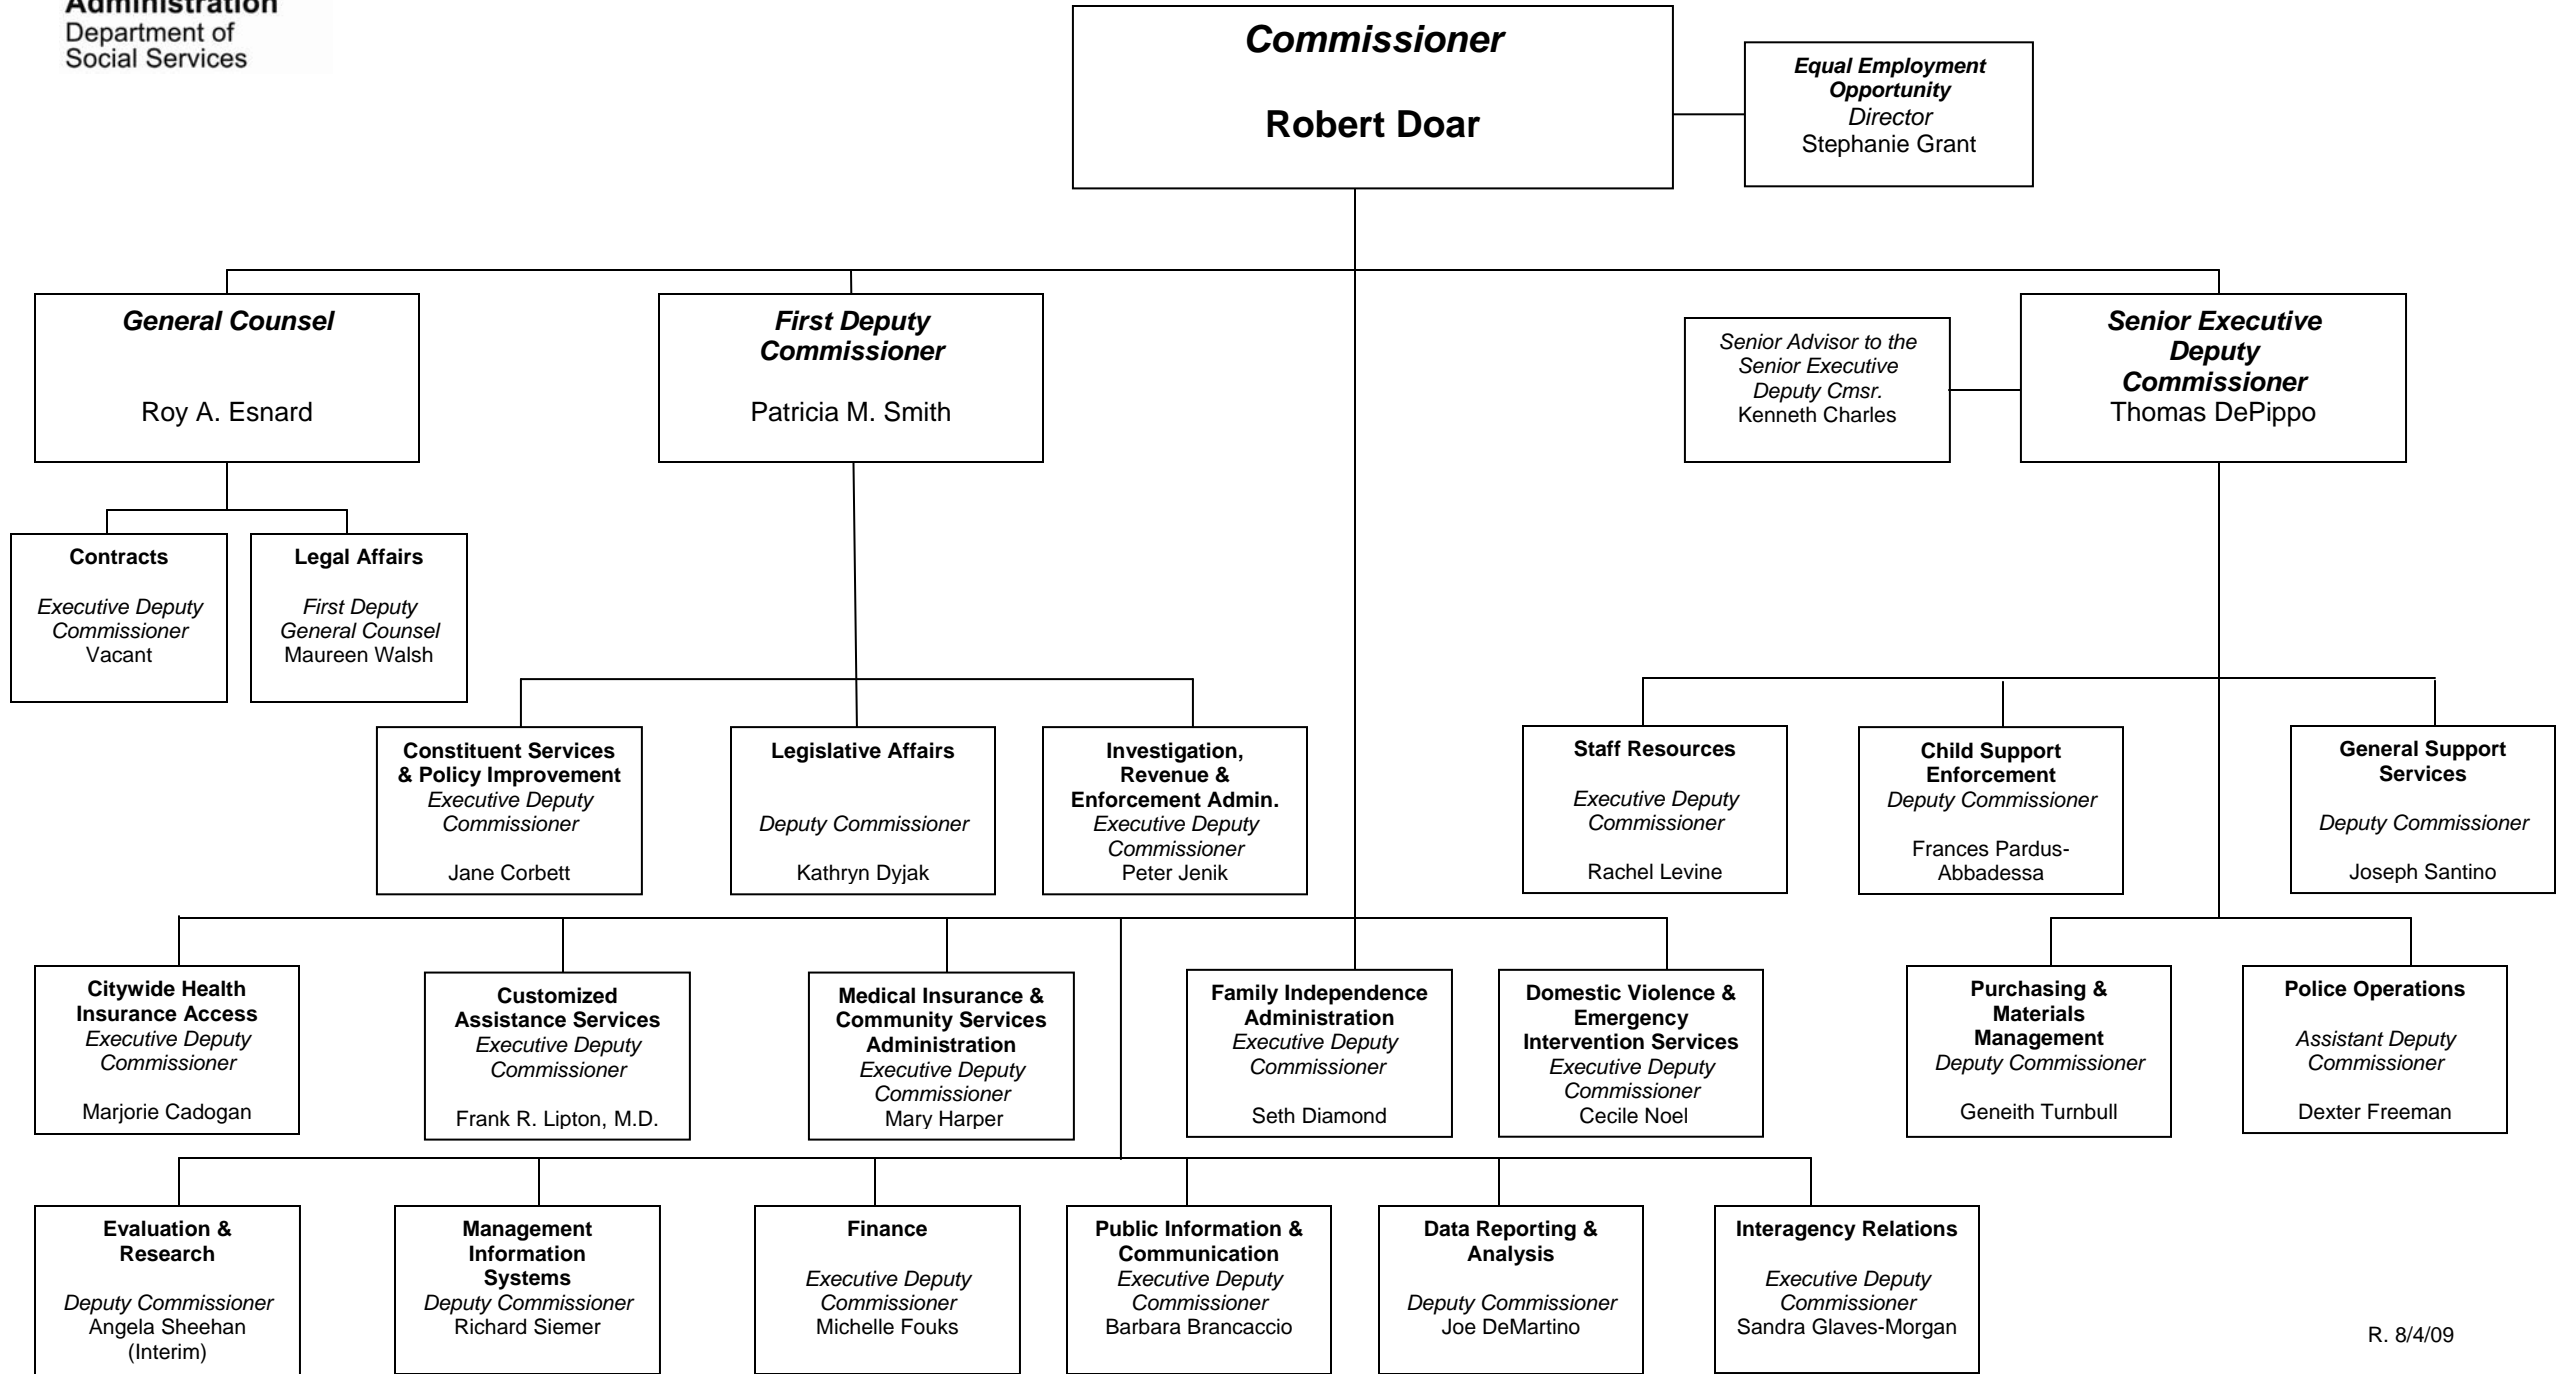 Administration
Department of
Social Services
Commissioner
Robert Doar
Equal Employment
Opportunity
Director
Stephanie Grant
General Counsel
Roy A. Esnard
First Deputy
Commissioner
Patricia M. Smith
Senior Advisor to the
Senior Executive
Deputy Cmsr.
Kenneth Charles
Senior Executive
Deputy
Commissioner
Thomas DePippo
Contracts
Executive Deputy
Commissioner
Vacant
Legal Affairs
First Deputy
General Counsel
Maureen Walsh
Constituent Services
& Policy Improvement
Executive Deputy
Commissioner
Jane Corbett
Legislative Affairs
Deputy Commissioner
Kathryn Dyjak
Investigation,
Revenue &
Enforcement Admin.
Executive Deputy
Commissioner
Peter Jenik
Staff Resources
Executive Deputy
Commissioner
Rachel Levine
Child Support
Enforcement
Deputy Commissioner
Frances Pardus-
Abbadessa
General Support
Services
Deputy Commissioner
Joseph Santino
Citywide Health
Insurance Access
Executive Deputy
Commissioner
Marjorie Cadogan
Customized
Assistance Services
Executive Deputy
Commissioner
Frank R. Lipton, M.D.
Medical Insurance &
Community Services
Administration
Executive Deputy
Commissioner
Mary Harper
Family Independence
Administration
Executive Deputy
Commissioner
Seth Diamond
Domestic Violence &
Emergency
Intervention Services
Executive Deputy
Commissioner
Cecile Noel
Purchasing &
Materials
Management
Deputy Commissioner
Geneith Turnbull
Police Operations
Assistant Deputy
Commissioner
Dexter Freeman
Evaluation &
Research
Deputy Commissioner
Angela Sheehan
(Interim)
Management
Information
Systems
Deputy Commissioner
Richard Siemer
Finance
Executive Deputy
Commissioner
Michelle Fouks
Public Information &
Communication
Executive Deputy
Commissioner
Barbara Brancaccio
Data Reporting &
Analysis
Deputy Commissioner
Joe DeMartino
Interagency Relations
Executive Deputy
Commissioner
Sandra Glaves-Morgan
R. 8/4/09